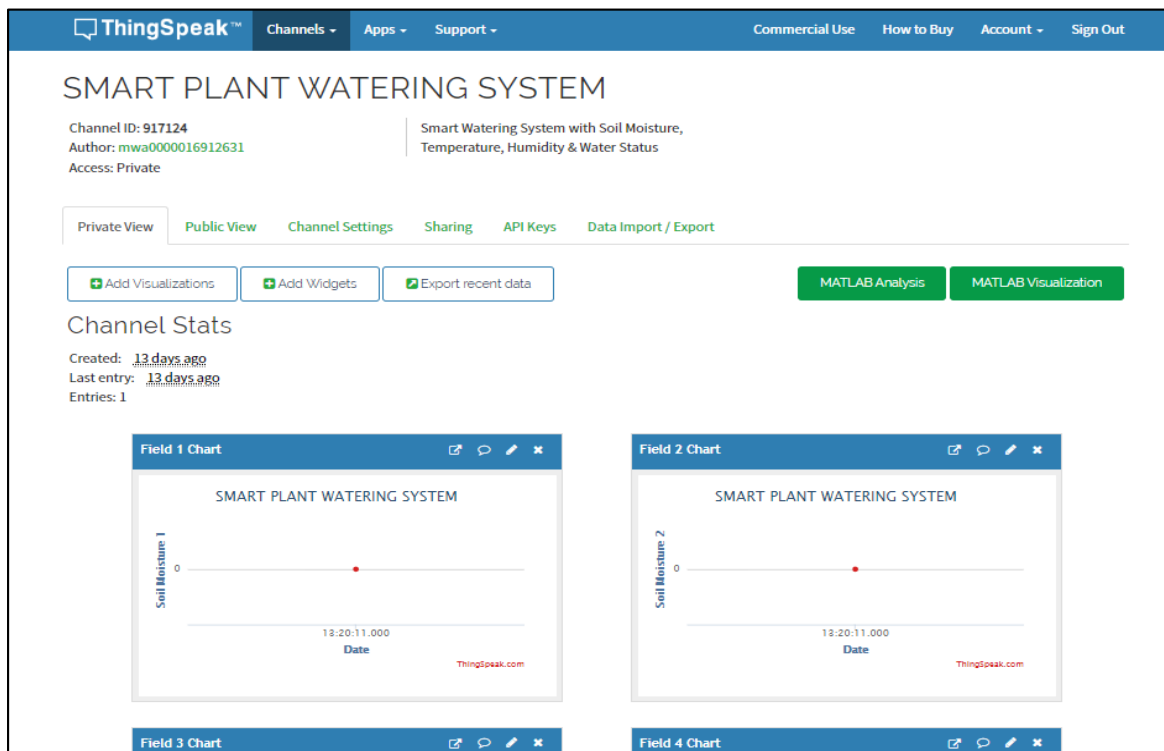 ThingSpeak™ Channels Apps Support Commercial Use How to Buy Account Sign Out
SMART PLANT WATERING SYSTEM
Channel ID: 917124
Author: mwa0000016912631
Access: Private
Smart Watering System with Soil Moisture,
Temperature, Humidity & Water Status
Private View Public View Channel Settings Sharing API Keys Data Import / Export
Add Visualizations Add Widgets Export recent data MATLAB Analysis MATLAB Visualization
Channel Stats
Created: 13 days ago
Last entry: 13 days ago
Entries: 1
Field 1 Chart
SMART PLANT WATERING SYSTEM
Soil Moisture 1
0
13:20:11.000
Date
ThingSpeak.com
Field 2 Chart
SMART PLANT WATERING SYSTEM
Soil Moisture 2
0
13:20:11.000
Date
ThingSpeak.com
Field 3 Chart
Field 4 Chart